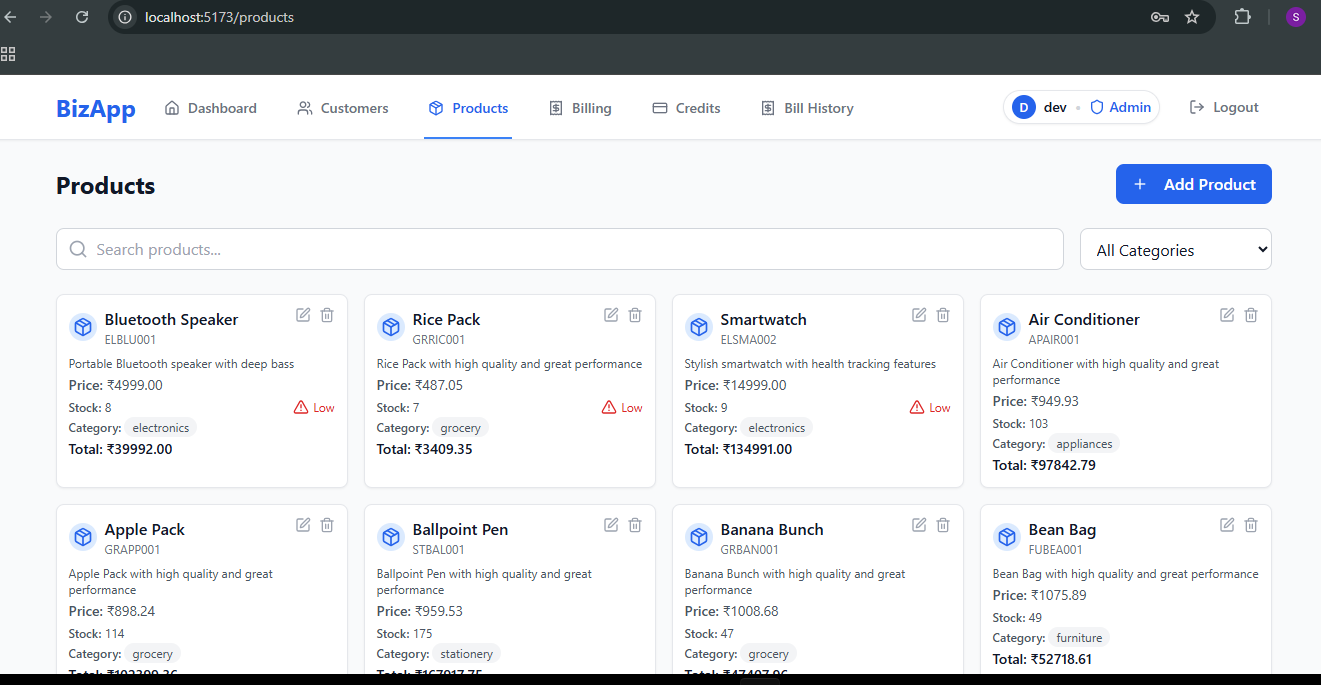 localhost:5173/products
S
BizApp Dashboard Customers Products Billing Credits Bill History D dev Admin Logout
Products + Add Product
Search products... All Categories
Bluetooth Speaker
ELBLU001
Portable Bluetooth speaker with deep bass
Price: ₹4999.00
Stock: 8 Low
Category: electronics
Total: ₹39992.00
Rice Pack
GRRIC001
Rice Pack with high quality and great performance
Price: ₹487.05
Stock: 7 Low
Category: grocery
Total: ₹3409.35
Smartwatch
ELSMA002
Stylish smartwatch with health tracking features
Price: ₹14999.00
Stock: 9 Low
Category: electronics
Total: ₹134991.00
Air Conditioner
APAIR001
Air Conditioner with high quality and great
performance
Price: ₹949.93
Stock: 103
Category: appliances
Total: ₹97842.79
Apple Pack
GRAPP001
Apple Pack with high quality and great
performance
Price: ₹898.24
Stock: 114
Category: grocery
Total: ₹102399.36
Ballpoint Pen
STBAL001
Ballpoint Pen with high quality and great
performance
Price: ₹959.53
Stock: 175
Category: stationery
Total: ₹167917.75
Banana Bunch
GRBAN001
Banana Bunch with high quality and great
performance
Price: ₹1008.68
Stock: 47
Category: grocery
Total: ₹47407.96
Bean Bag
FUBEA001
Bean Bag with high quality and great performance
Price: ₹1075.89
Stock: 49
Category: furniture
Total: ₹52718.61